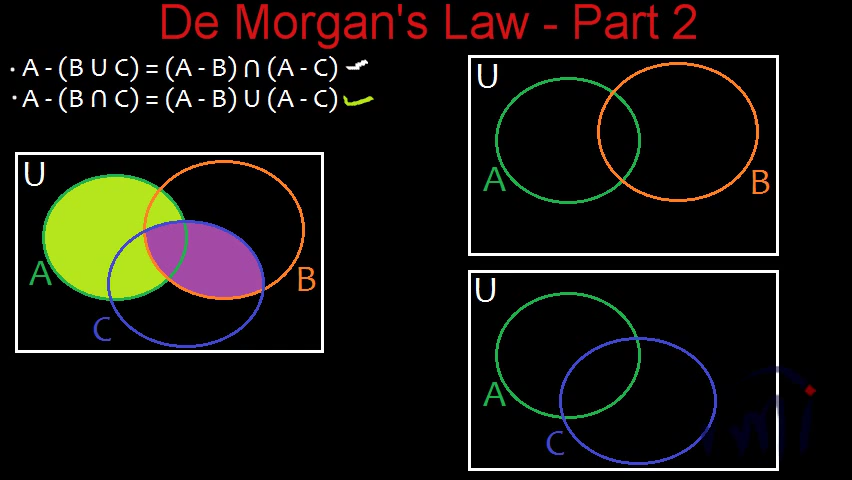 De Morgan's Law - Part 2
· A - (B U C) = (A - B) ∩ (A - C)
· A - (B ∩ C) = (A - B) U (A - C)
U
A
B
C
U
A
B
U
A
C